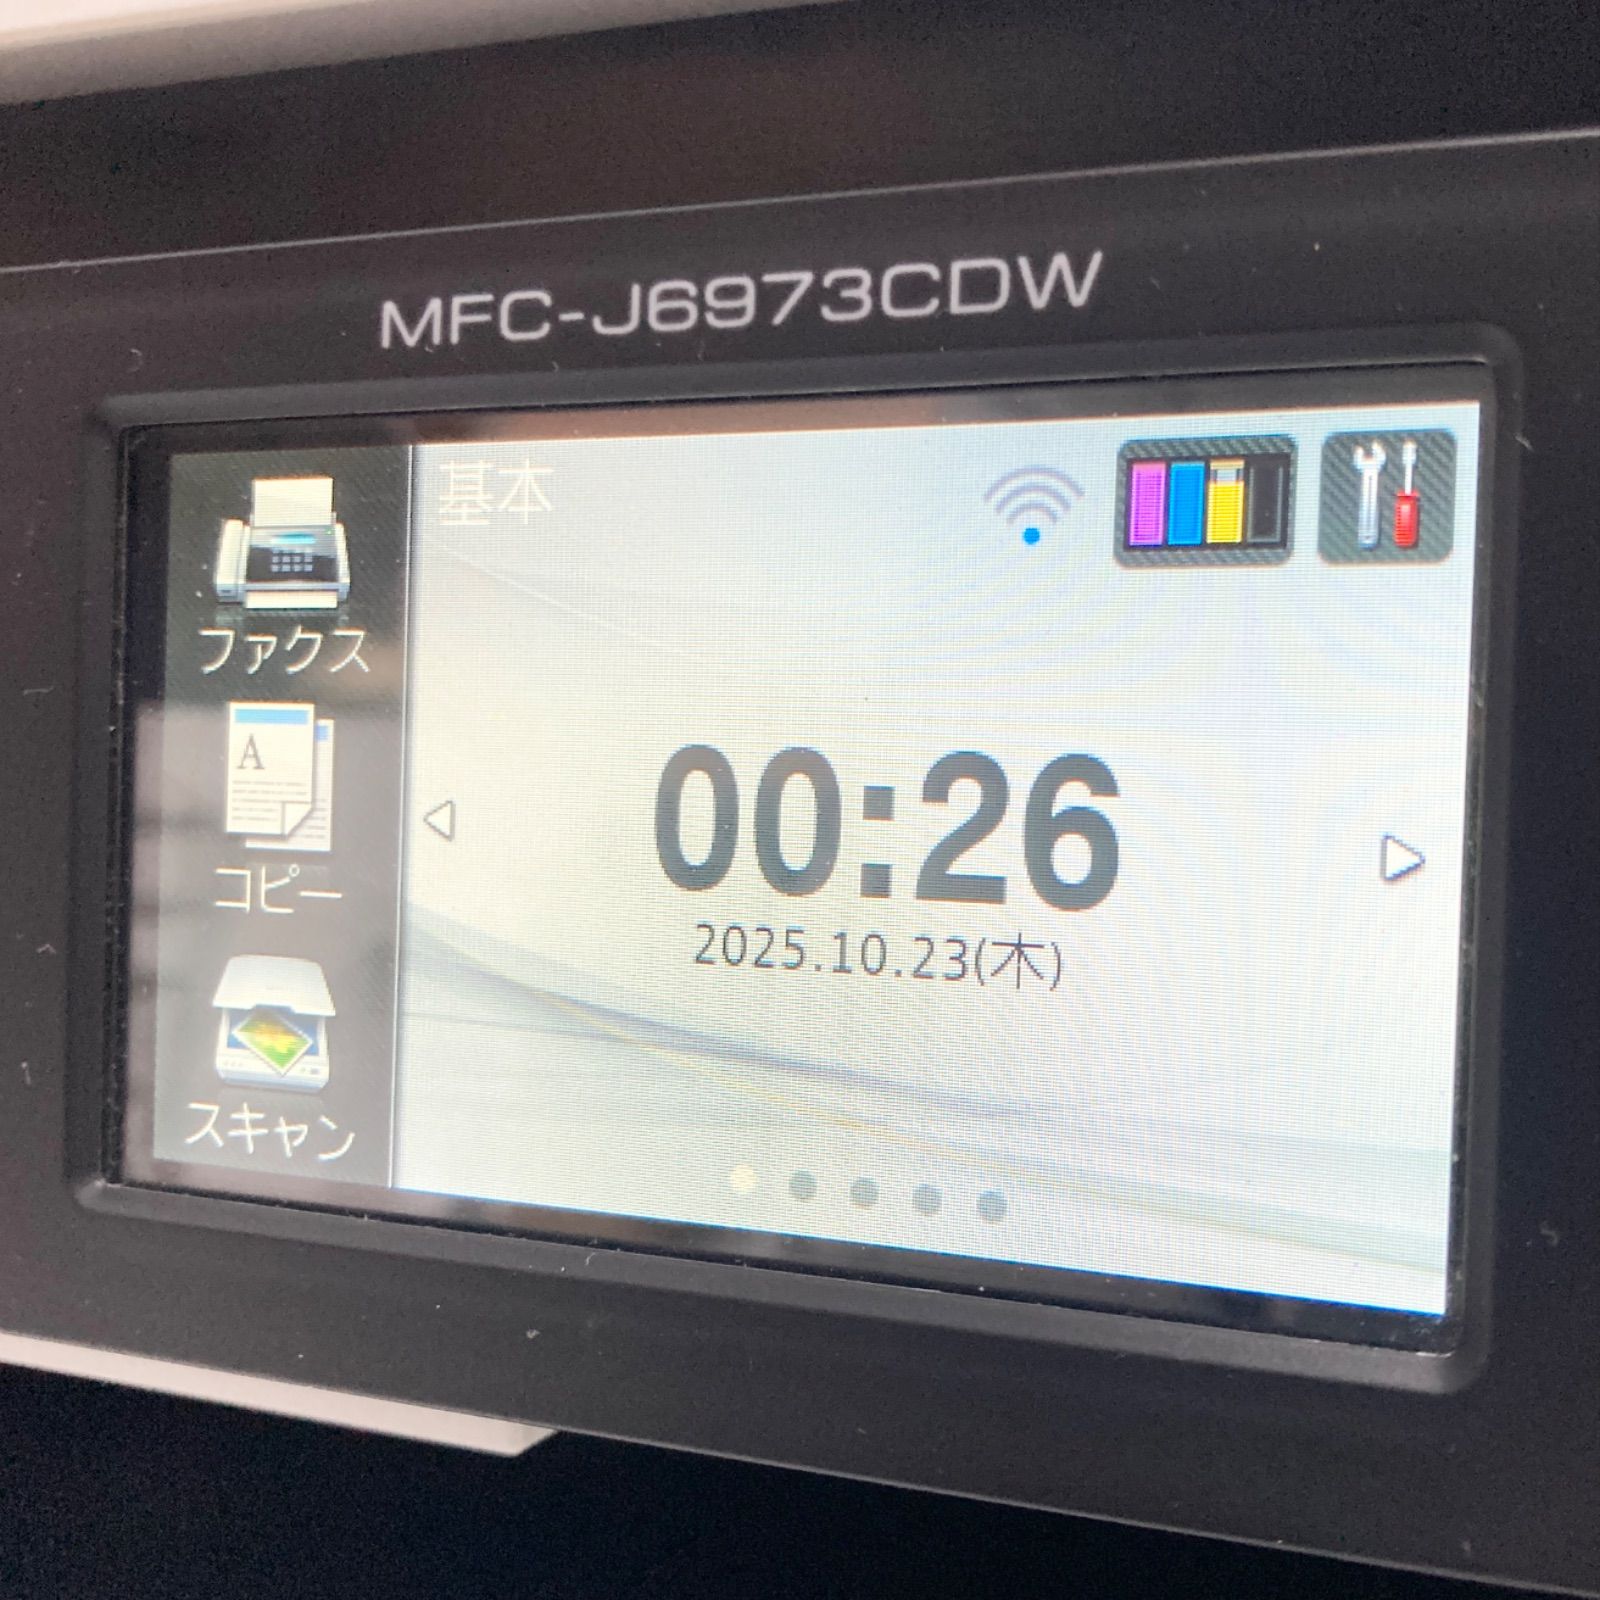 MFC-J6973CDW
基本
ファクス
A
コピー
スキャン
00:26
2025.10.23(木)